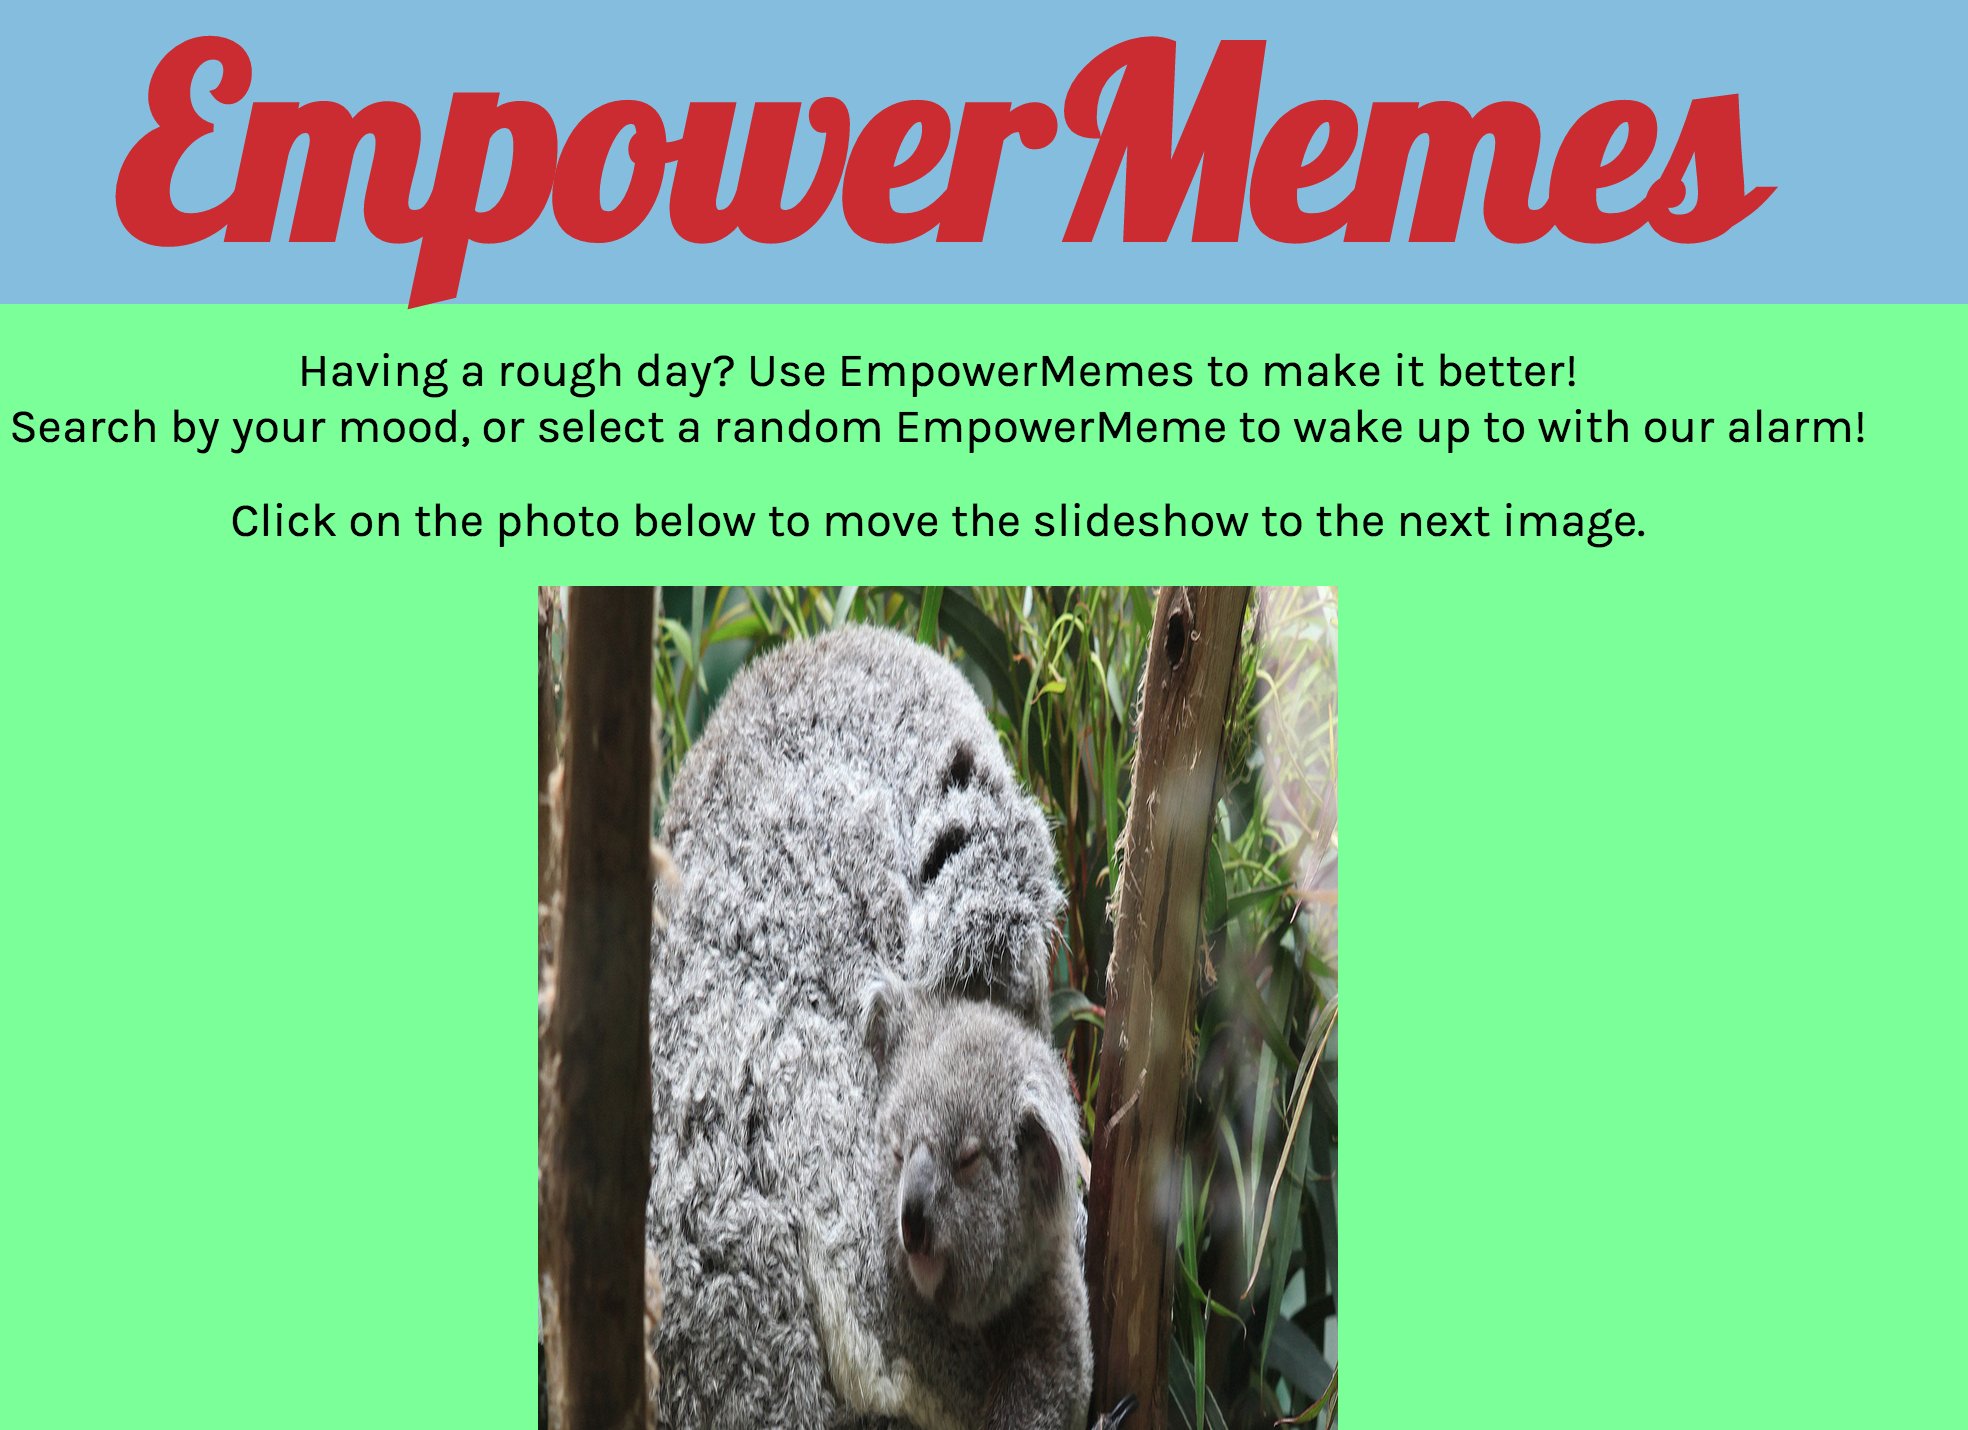 EmpowerMemes
Having a rough day? Use EmpowerMemes to make it better!
Search by your mood, or select a random EmpowerMeme to wake up to with our alarm!
Click on the photo below to move the slideshow to the next image.